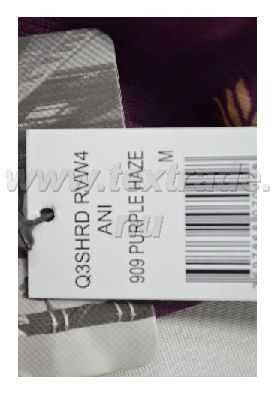 Q3SHRD RVW4
ANI
909 PURPLE HAZE
M
www.textrade.
ru